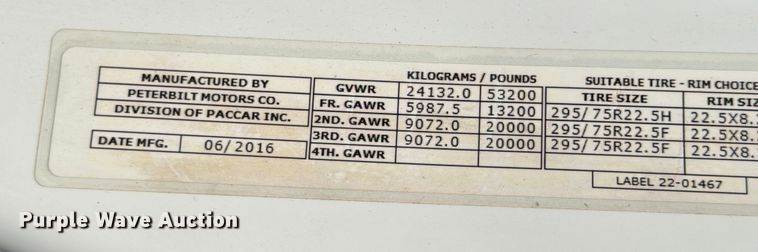 KILOGRAMS / POUNDS SUITABLE TIRE - RIM CHOICE
MANUFACTURED BY
PETERBILT MOTORS CO.
DIVISION OF PACCAR INC.
DATE MFG. 06/2016
GVWR 24132.0 53200 TIRE SIZE RIM
FR. GAWR 5987.5 13200 295/75R22.5H
2ND. GAWR 9072.0 20000 295/75R22.5F
3RD. GAWR 9072.0 20000 295/75R22.5F
4TH. GAWR
LABEL 22-01467
Purple Wave Auction